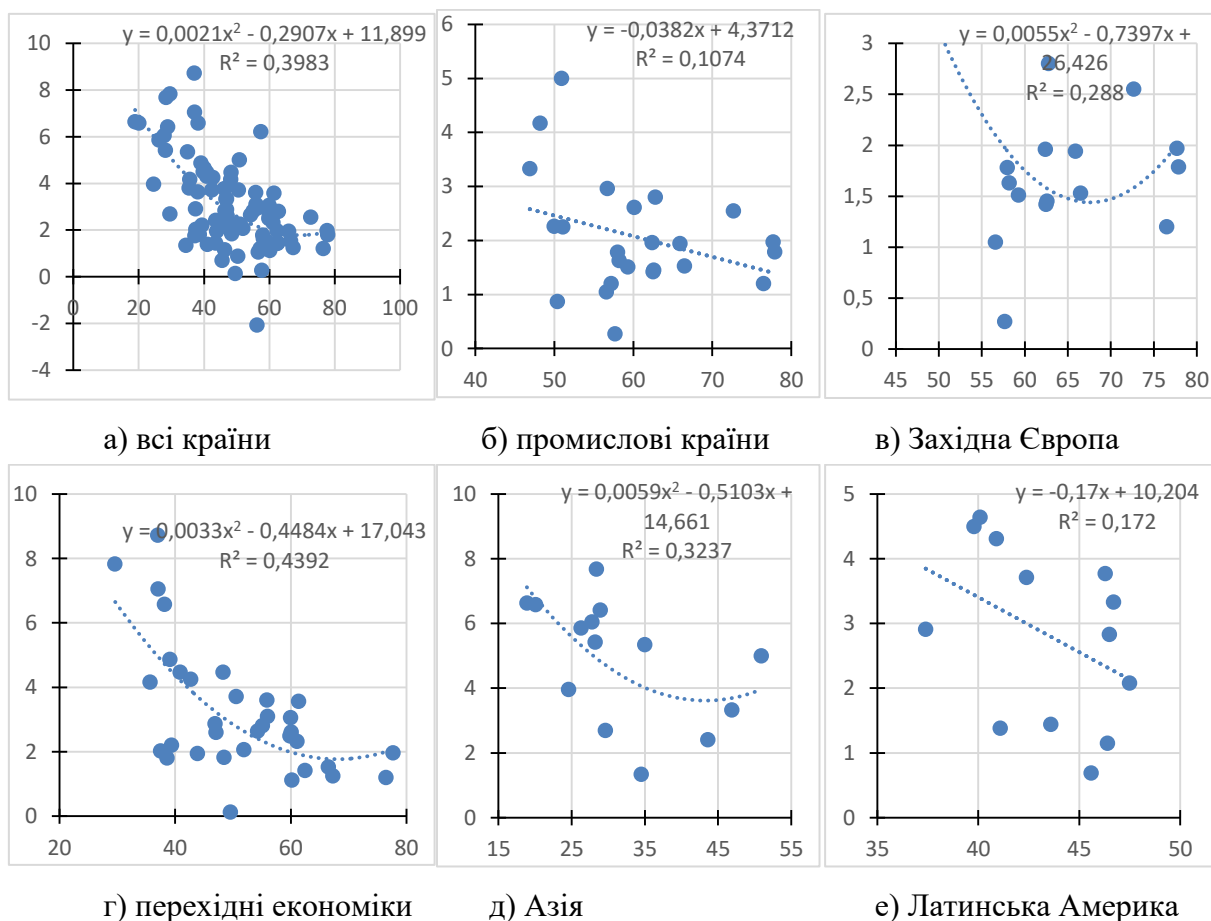 y = 0,0021x² - 0,2907x + 11,899
R² = 0,3983
10
8
6
4
2
0
-2
-4
0 20 40 60 80 100
y = -0,0382x + 4,3712
R² = 0,1074
6
5
4
3
2
1
0
40 50 60 70 80
y = 0,0055x² - 0,7397x +
26,426
R² = 0,288
3
2,5
2
1,5
1
0,5
0
45 50 55 60 65 70 75 80
а) всі країни
б) промислові країни
в) Західна Європа
y = 0,0033x² - 0,4484x + 17,043
R² = 0,4392
10
8
6
4
2
0
20 40 60 80
y = 0,0059x² - 0,5103x +
14,661
R² = 0,3237
10
8
6
4
2
0
15 25 35 45 55
y = -0,17x + 10,204
R² = 0,172
5
4
3
2
1
0
35 40 45 50
г) перехідні економіки
д) Азія
е) Латинська Америка